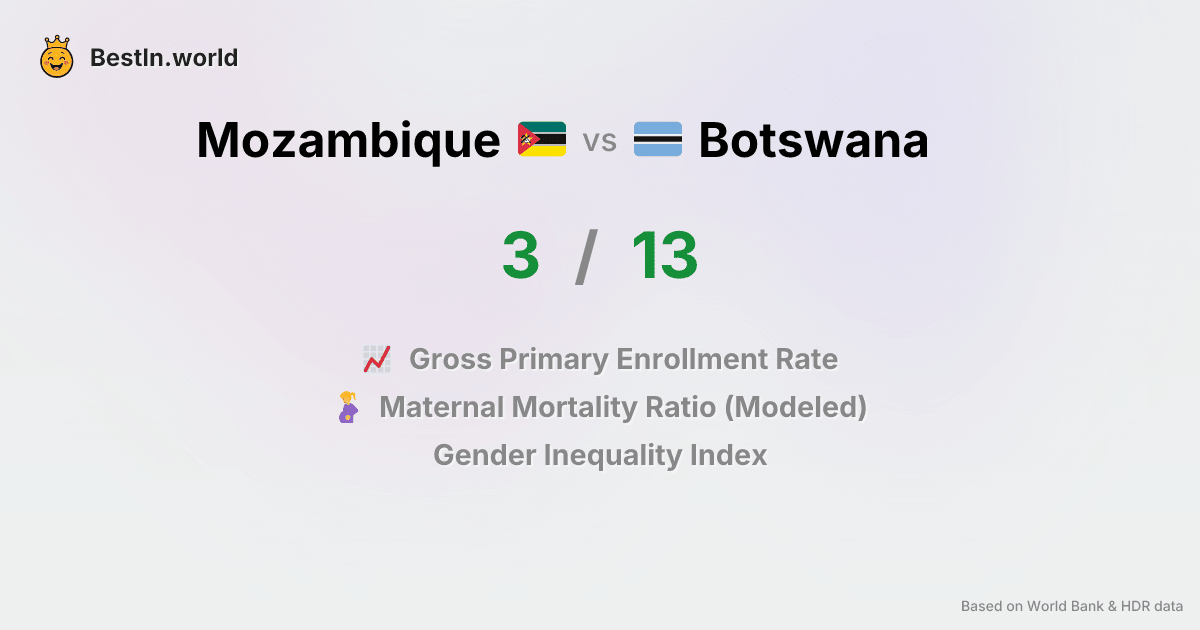 BestIn.world
Mozambique vs Botswana
3 / 13
Gross Primary Enrollment Rate
Maternal Mortality Ratio (Modeled)
Gender Inequality Index
Based on World Bank & HDR data